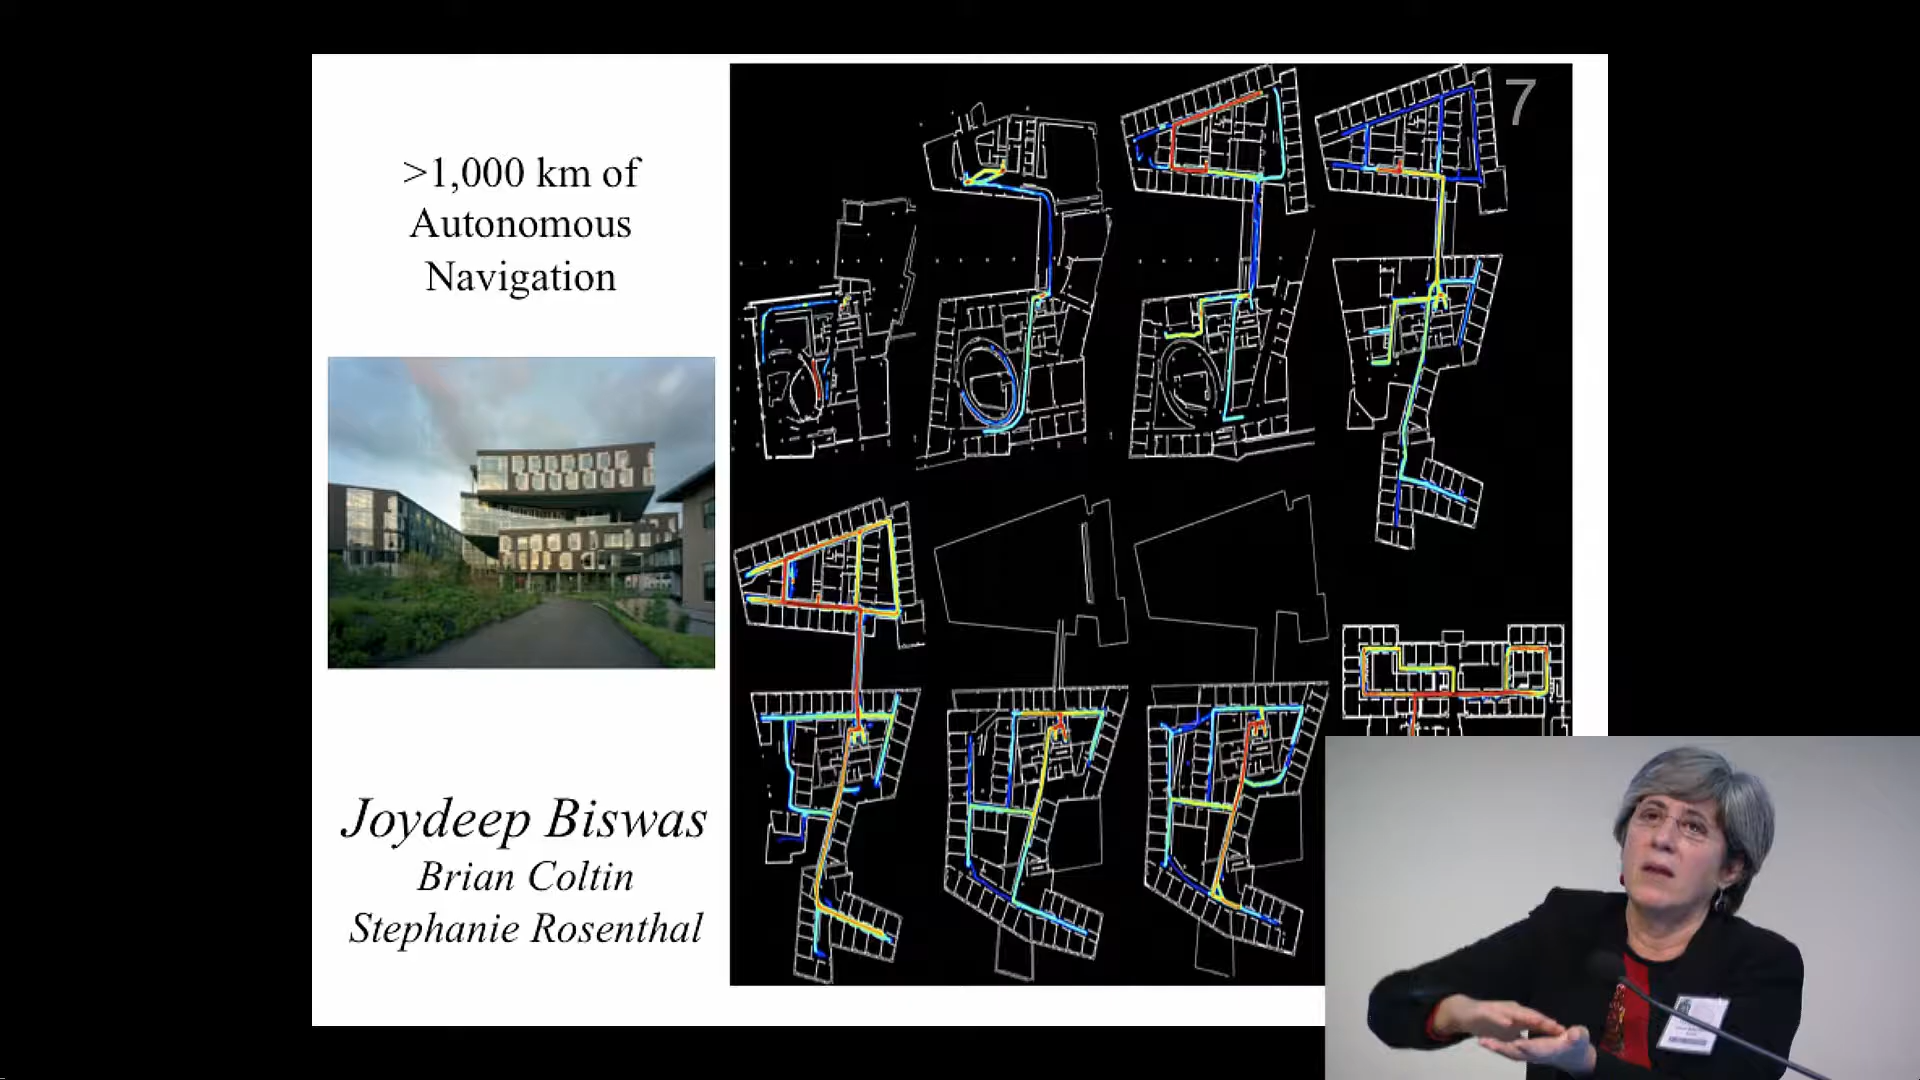 >1,000 km of
Autonomous
Navigation
7
Joydeep Biswas
Brian Coltin
Stephanie Rosenthal